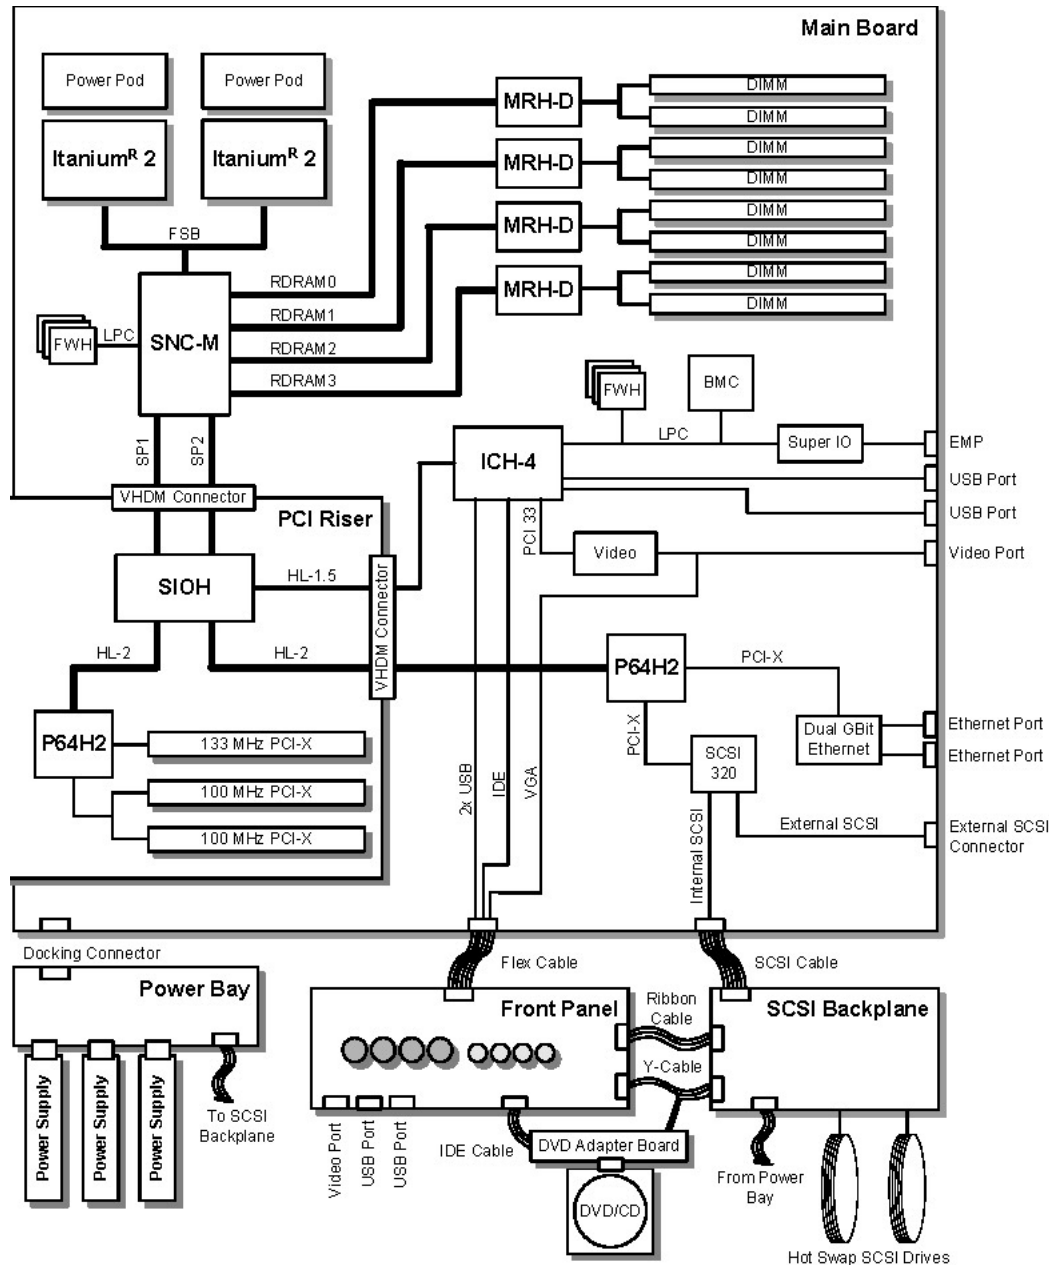 Main Board
Power Pod
Power Pod
Itanium^R 2
Itanium^R 2
FSB
MRH-D
DIMM
DIMM
MRH-D
DIMM
DIMM
MRH-D
DIMM
DIMM
MRH-D
DIMM
DIMM
RDRAM0
RDRAM1
RDRAM2
RDRAM3
FWH
LPC
SNC-M
SP1
SP2
FWH
BMC
LPC
Super IO
EMP
ICH-4
USB Port
USB Port
PCI 33
Video
Video Port
VHDM Connector
PCI Riser
SIOH
HL-1.5
VHDM Connector
HL-2
HL-2
P64H2
133 MHz PCI-X
100 MHz PCI-X
100 MHz PCI-X
P64H2
PCI-X
PCI-X
Dual GBit
Ethernet
Ethernet Port
Ethernet Port
SCSI
320
2x USB
IDE
VGA
Internal SCSI
External SCSI
External SCSI
Connector
Docking Connector
Power Bay
Power Supply
Power Supply
Power Supply
To SCSI
Backplane
Flex Cable
SCSI Cable
Front Panel
Ribbon
Cable
Y-Cable
SCSI Backplane
Video Port
USB Port
USB Port
IDE Cable
DVD Adapter Board
DVD/CD
From Power
Bay
Hot Swap SCSI Drives